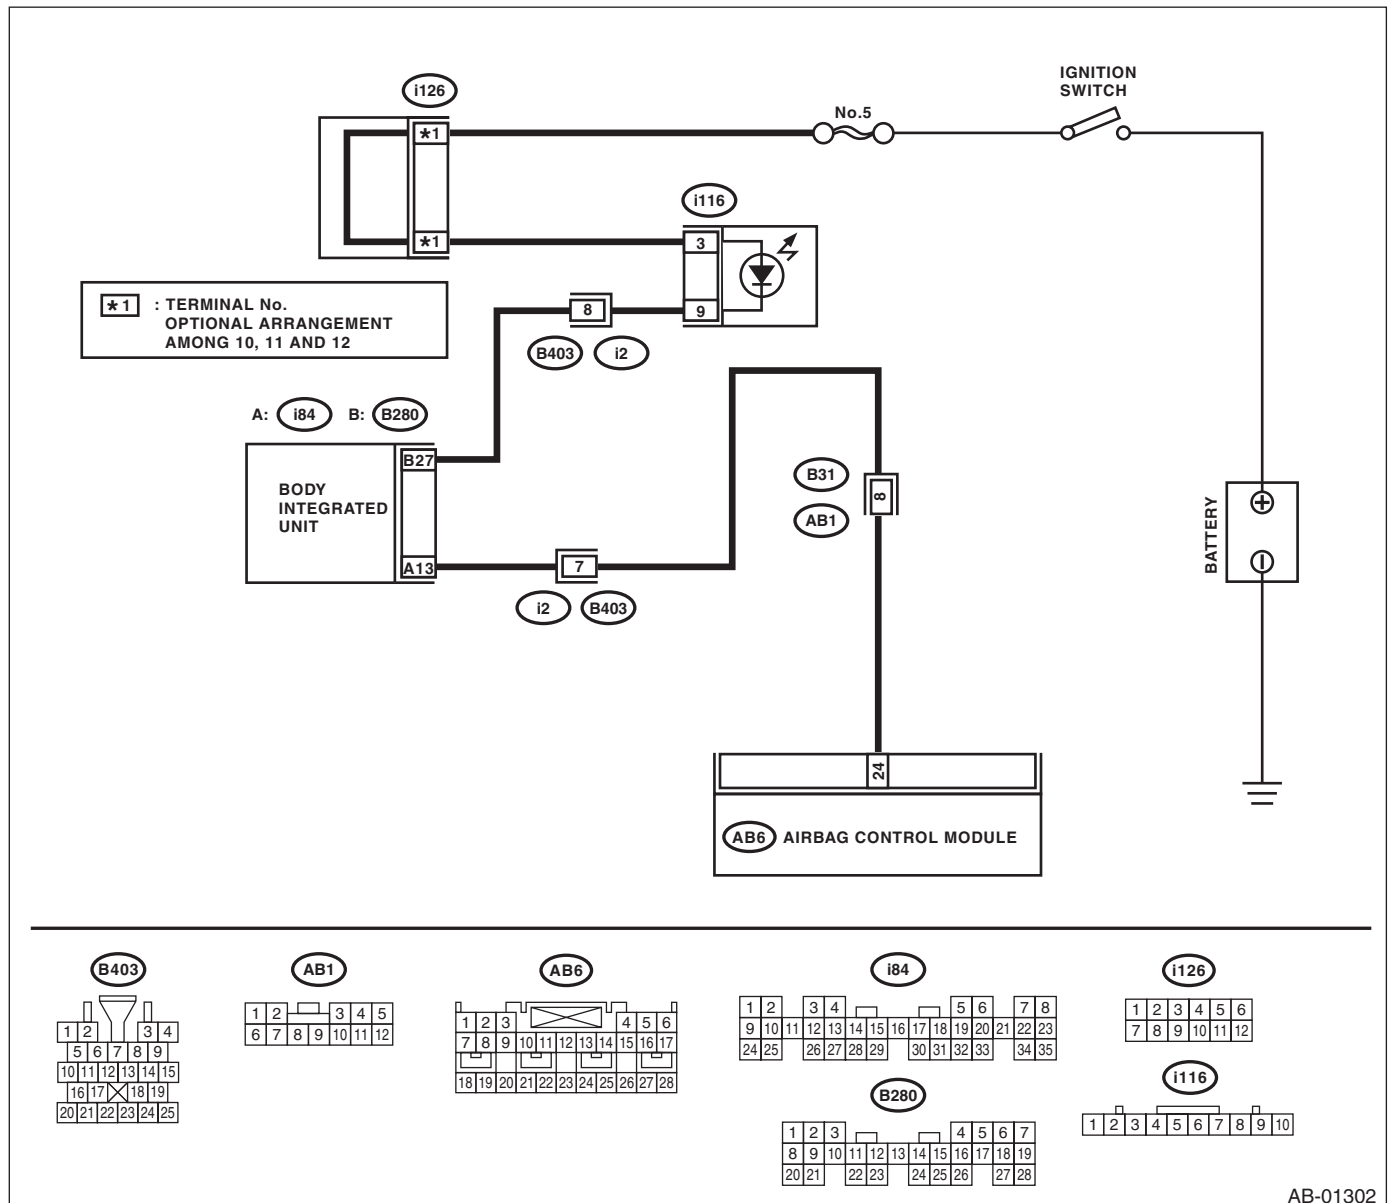 i126
IGNITION
SWITCH
No.5
*1
i116
*1
3
*1 : TERMINAL No.
OPTIONAL ARRANGEMENT
AMONG 10, 11 AND 12
8
9
B403 i2
A: i84 B: B280
B27
B31
8
BODY
INTEGRATED
UNIT
AB1
BATTERY
A13
7
i2 B403
24
AB6 AIRBAG CONTROL MODULE
B403
1 2 3 4
5 6 7 8 9
10 11 12 13 14 15
16 17 18 19
20 21 22 23 24 25
AB1
1 2 3 4 5
6 7 8 9 10 11 12
AB6
1 2 3 4 5 6
7 8 9 10 11 12 13 14 15 16 17
18 19 20 21 22 23 24 25 26 27 28
i84
1 2 3 4 5 6 7 8
9 10 11 12 13 14 15 16 17 18 19 20 21 22 23
24 25 26 27 28 29 30 31 32 33 34 35
B280
1 2 3 4 5 6 7
8 9 10 11 12 13 14 15 16 17 18 19
20 21 22 23 24 25 26 27 28
i126
1 2 3 4 5 6
7 8 9 10 11 12
i116
1 2 3 4 5 6 7 8 9 10
AB-01302